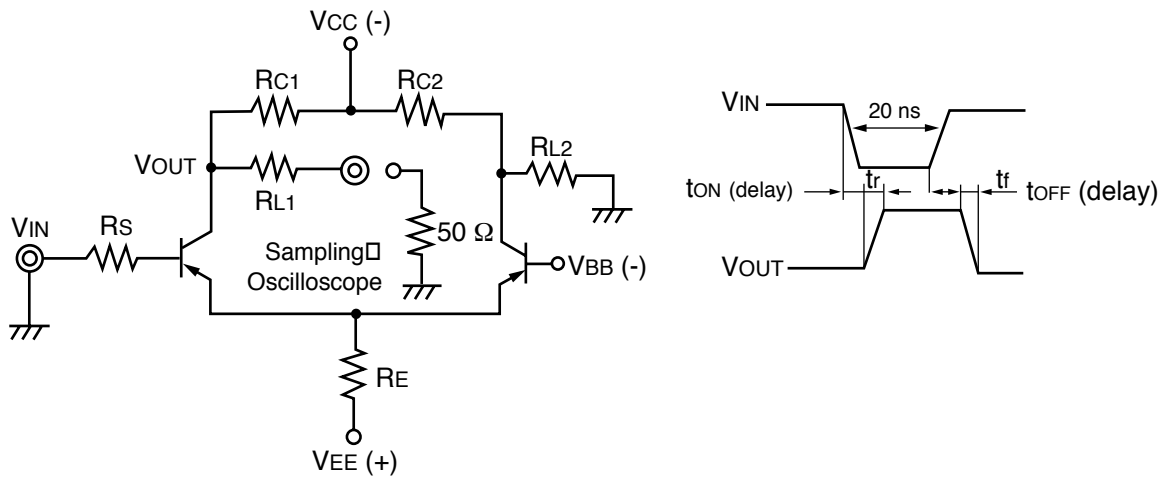 VCC (-)
RC1
RC2
VOUT
RL1
RL2
VIN
RS
Sampling□
Oscilloscope
50 Ω
VBB (-)
RE
VEE (+)
VIN
20 ns
tON (delay)
tr
tf
tOFF (delay)
VOUT